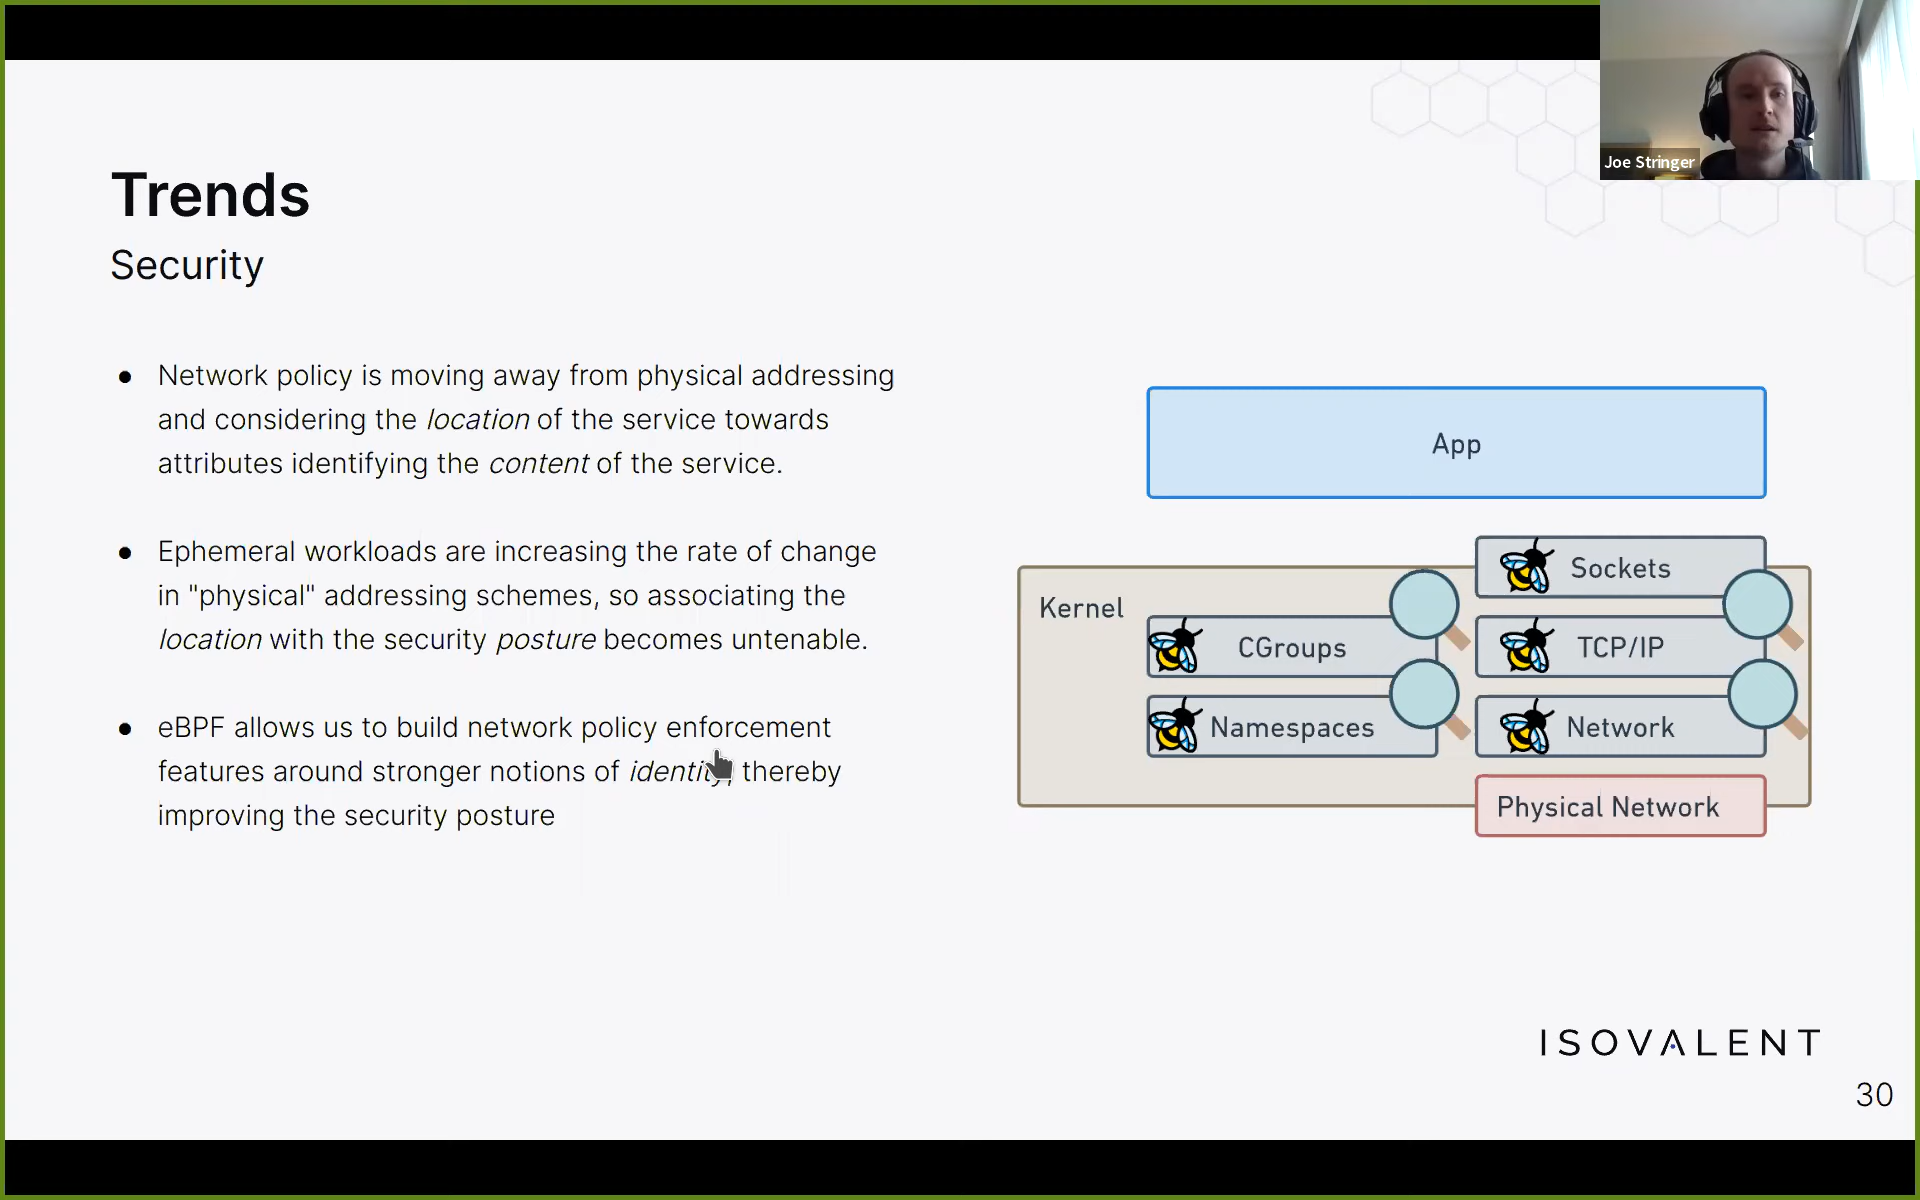 Joe Stringer
Trends
Security
● Network policy is moving away from physical addressing
and considering the location of the service towards
attributes identifying the content of the service.
● Ephemeral workloads are increasing the rate of change
in "physical" addressing schemes, so associating the
location with the security posture becomes untenable.
● eBPF allows us to build network policy enforcement
features around stronger notions of identity, thereby
improving the security posture
App
Kernel
Sockets
CGroups
TCP/IP
Namespaces
Network
Physical Network
ISOVALENT
30